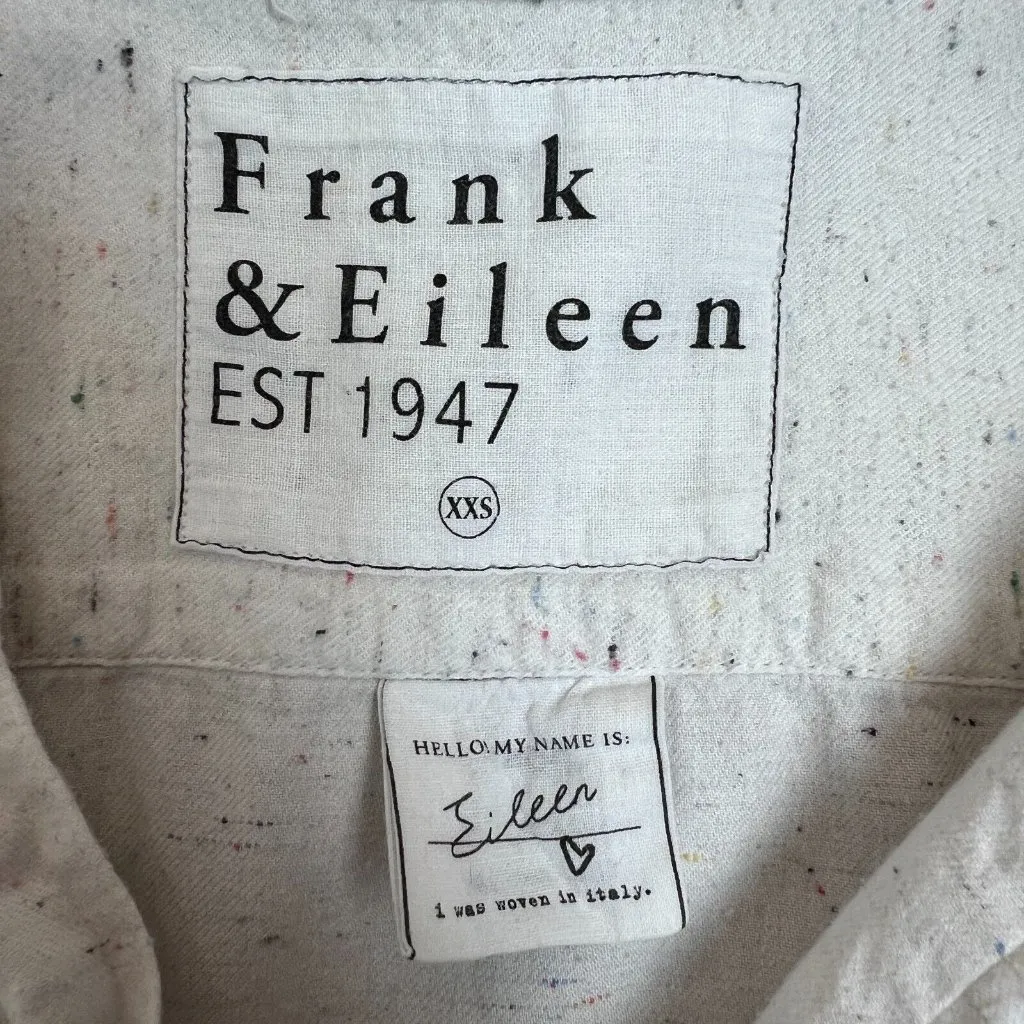 Frank
& Eileen
EST 1947
XXS
HELLO! MY NAME IS:
Eileen
i was woven in italy.